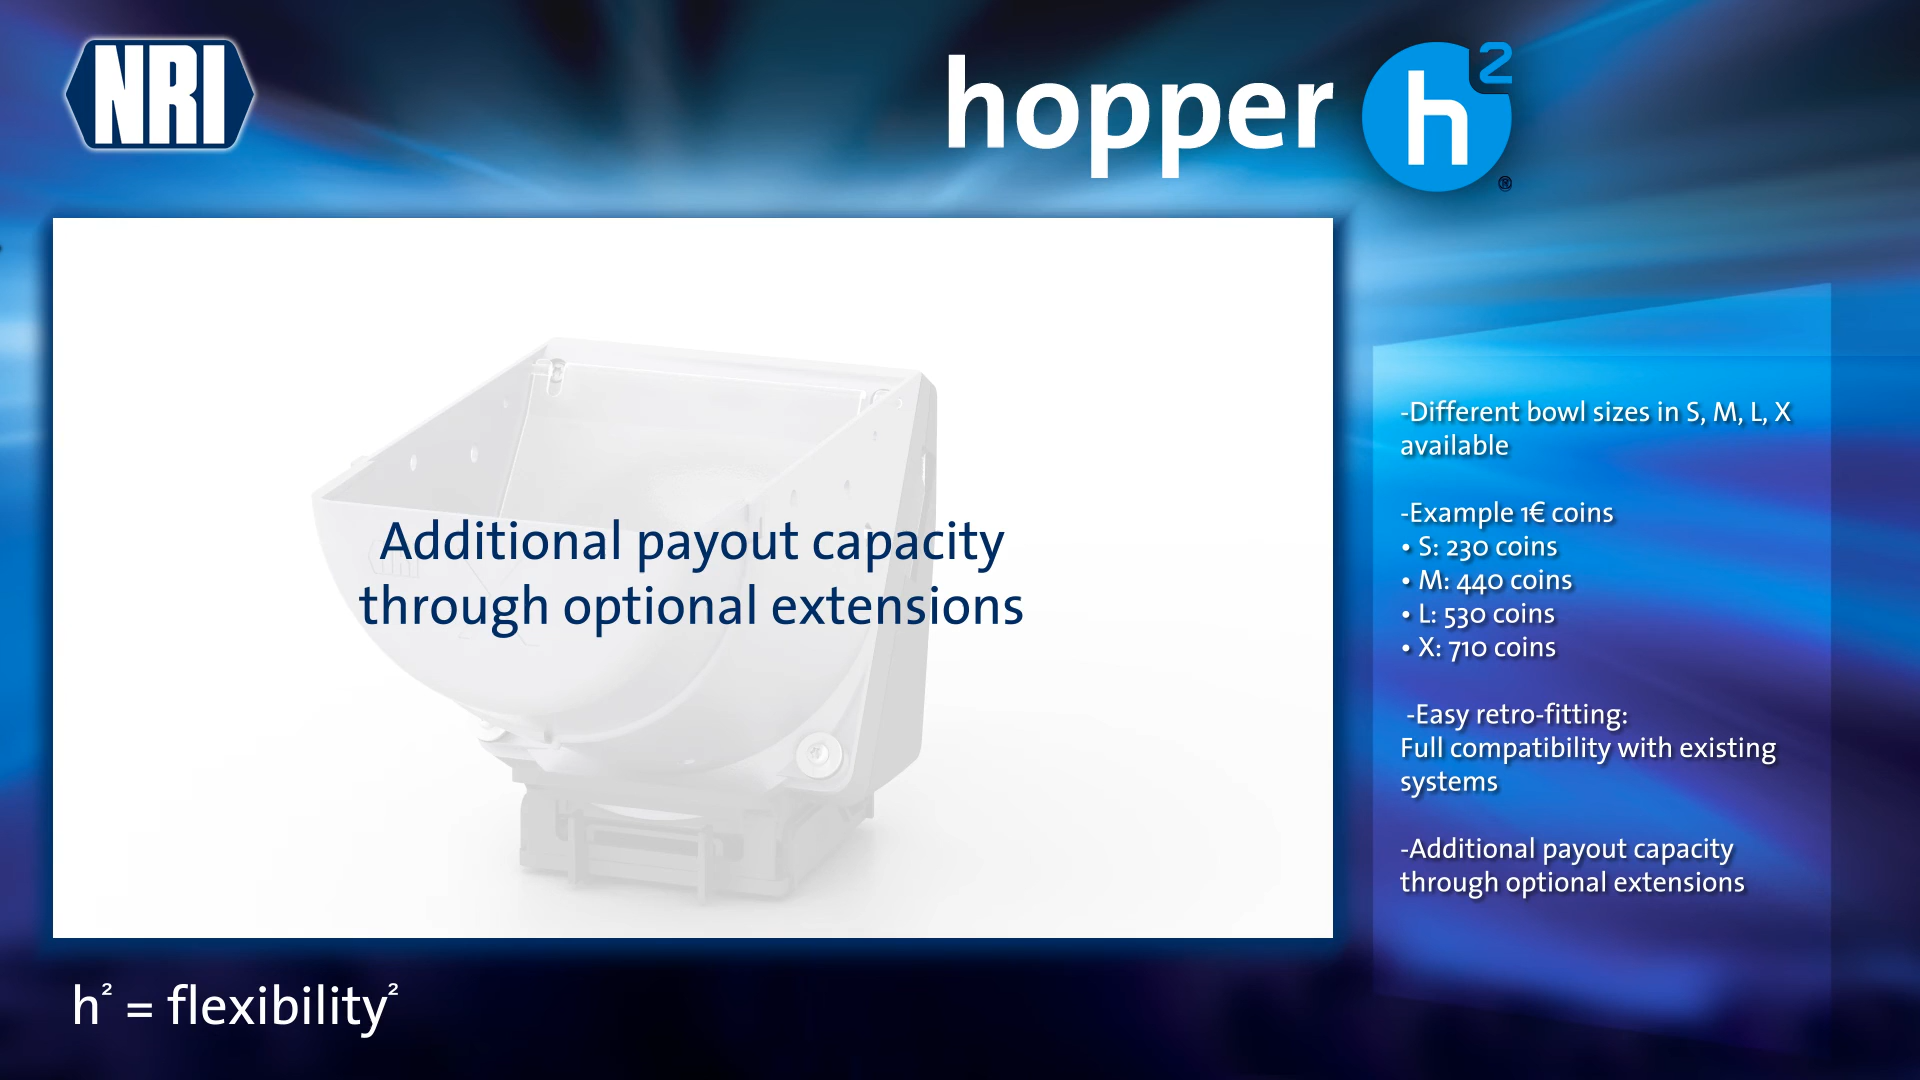 NRI
hopper h²®
Additional payout capacity
through optional extensions
-Different bowl sizes in S, M, L, X
available
-Example 1€ coins
• S: 230 coins
• M: 440 coins
• L: 530 coins
• X: 710 coins
-Easy retro-fitting:
Full compatibility with existing
systems
-Additional payout capacity
through optional extensions
h² = flexibility²